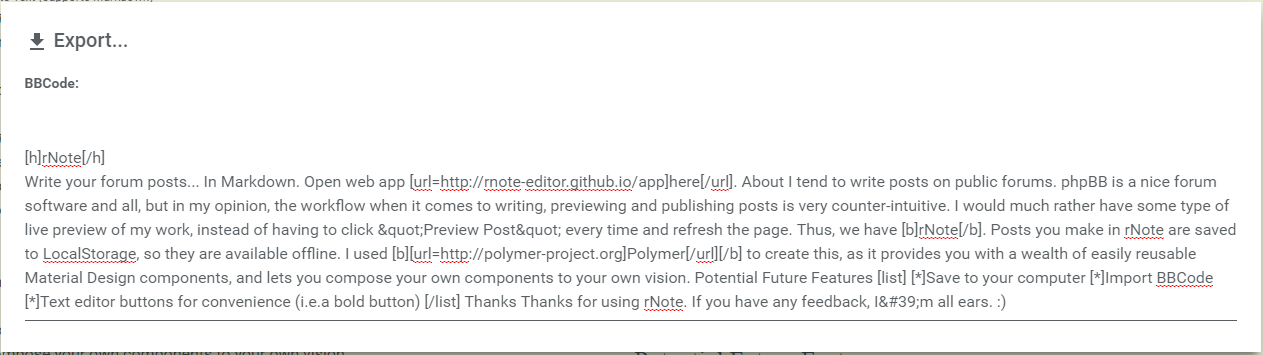 Export...
BBCode:
[h]rNote[/h]
Write your forum posts... In Markdown. Open web app [url=http://rnote-editor.github.io/app]here[/url]. About I tend to write posts on public forums. phpBB is a nice forum
software and all, but in my opinion, the workflow when it comes to writing, previewing and publishing posts is very counter-intuitive. I would much rather have some type of
live preview of my work, instead of having to click &quot;Preview Post&quot; every time and refresh the page. Thus, we have [b]rNote[/b]. Posts you make in rNote are saved
to LocalStorage, so they are available offline. I used [b][url=http://polymer-project.org]Polymer[/url][/b] to create this, as it provides you with a wealth of easily reusable
Material Design components, and lets you compose your own components to your own vision. Potential Future Features [list] [*]Save to your computer [*]Import BBCode
[*]Text editor buttons for convenience (i.e.a bold button) [/list] Thanks Thanks for using rNote. If you have any feedback, I&#39;m all ears. :)